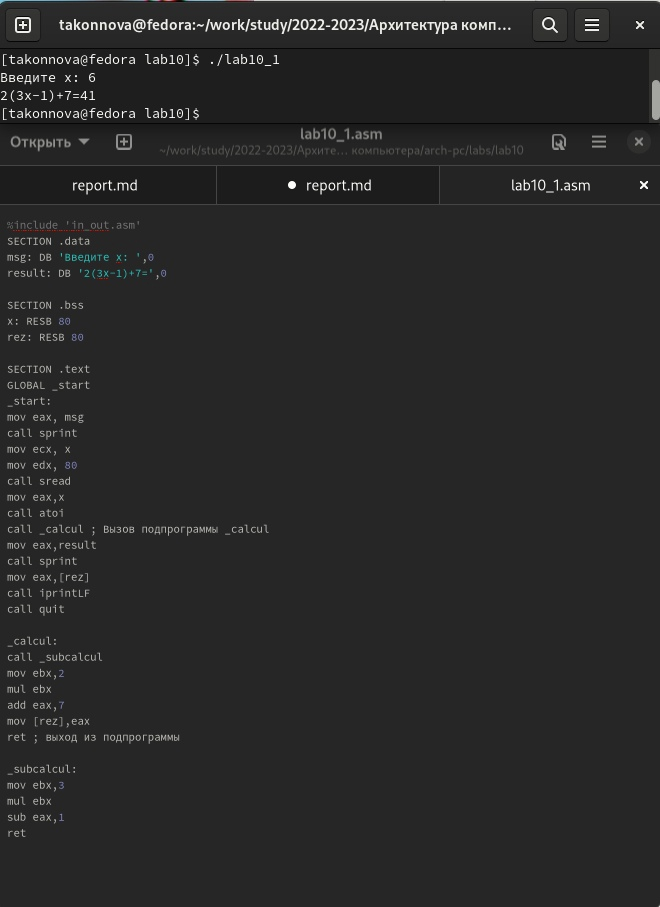 takonnova@fedora:~/work/study/2022-2023/Архитектура комп...
[takonnova@fedora lab10]$ ./lab10_1
Введите x: 6
2(3x-1)+7=41
[takonnova@fedora lab10]$
Открыть
lab10_1.asm
~/work/study/2022-2023/Архите... компьютера/arch-pc/labs/lab10
report.md
● report.md
lab10_1.asm
%include 'in_out.asm'
SECTION .data
msg: DB 'Введите x: ',0
result: DB '2(3x-1)+7=',0
SECTION .bss
x: RESB 80
rez: RESB 80
SECTION .text
GLOBAL _start
_start:
mov eax, msg
call sprint
mov ecx, x
mov edx, 80
call sread
mov eax,x
call atoi
call _calcul ; Вызов подпрограммы _calcul
mov eax,result
call sprint
mov eax,[rez]
call iprintLF
call quit
_calcul:
call _subcalcul
mov ebx,2
mul ebx
add eax,7
mov [rez],eax
ret ; выход из подпрограммы
_subcalcul:
mov ebx,3
mul ebx
sub eax,1
ret